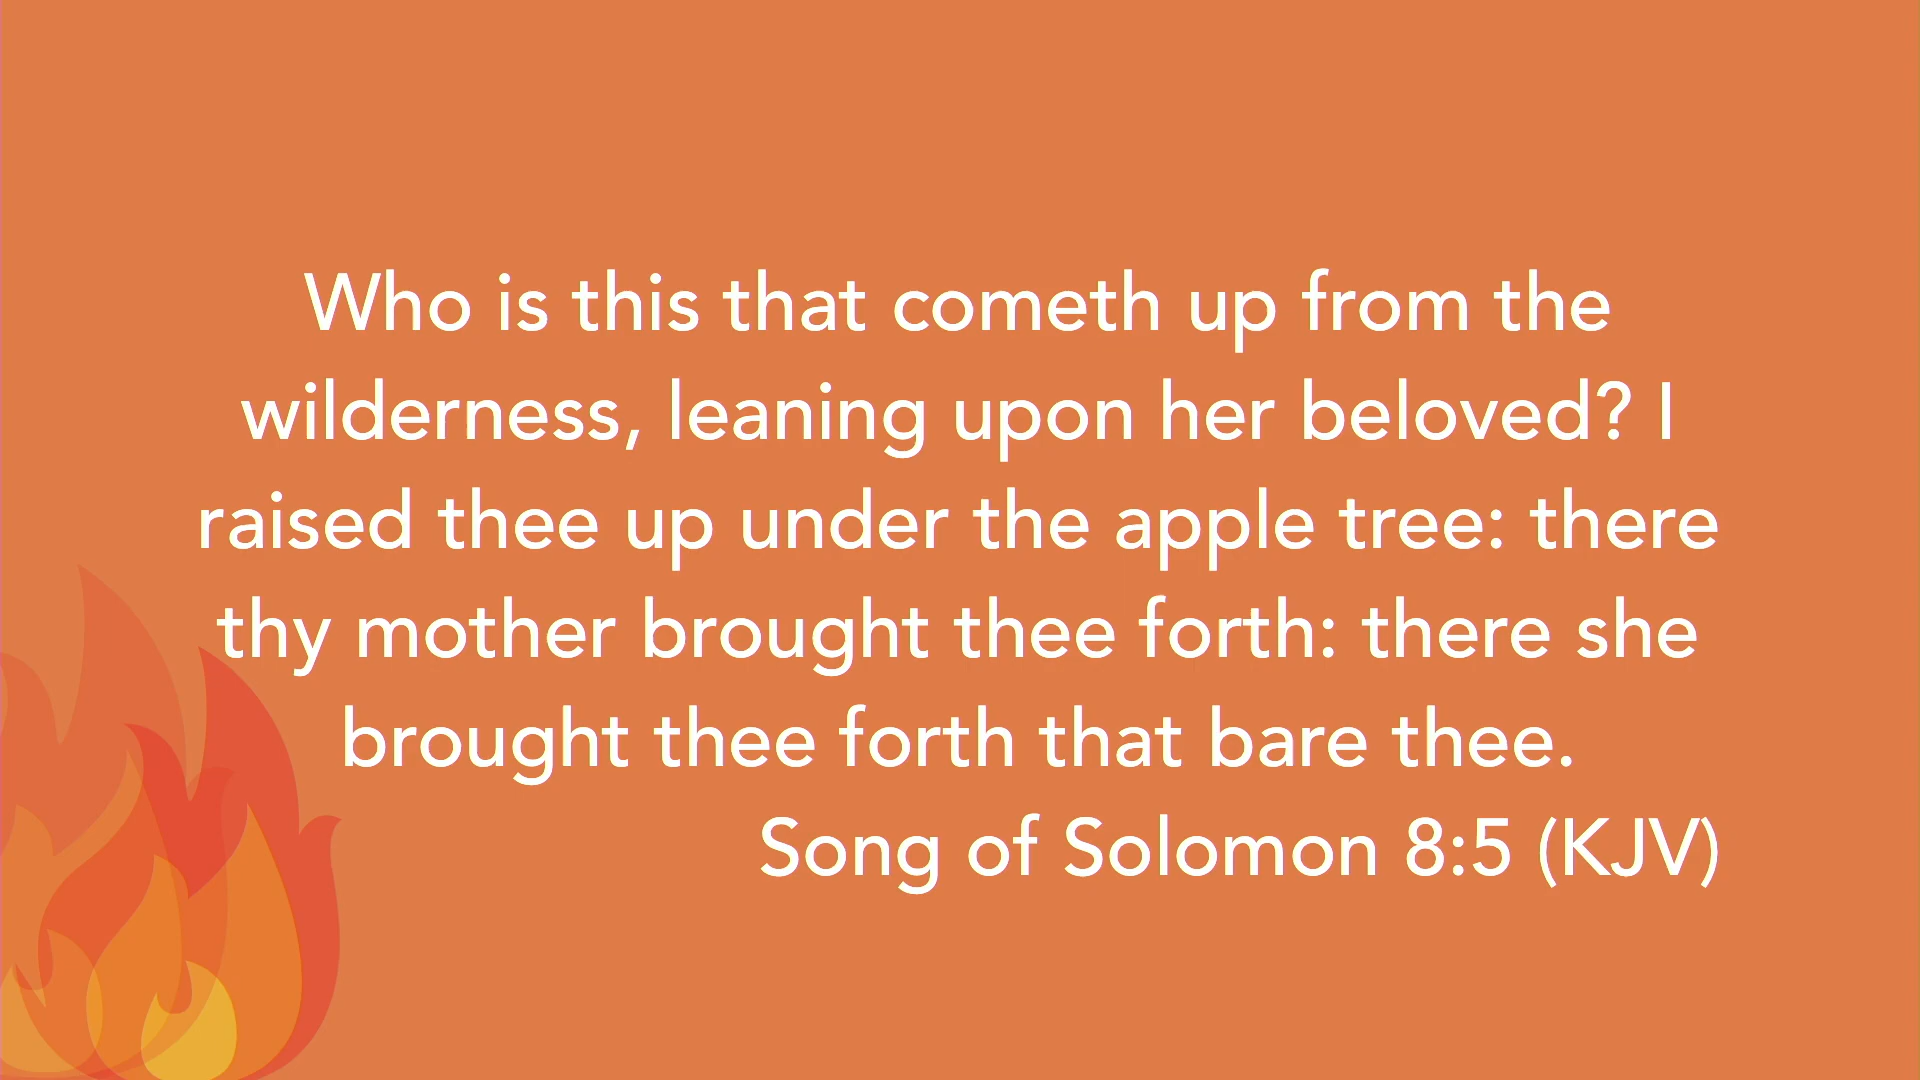 Who is this that cometh up from the
wilderness, leaning upon her beloved? I
raised thee up under the apple tree: there
thy mother brought thee forth: there she
brought thee forth that bare thee.
Song of Solomon 8:5 (KJV)